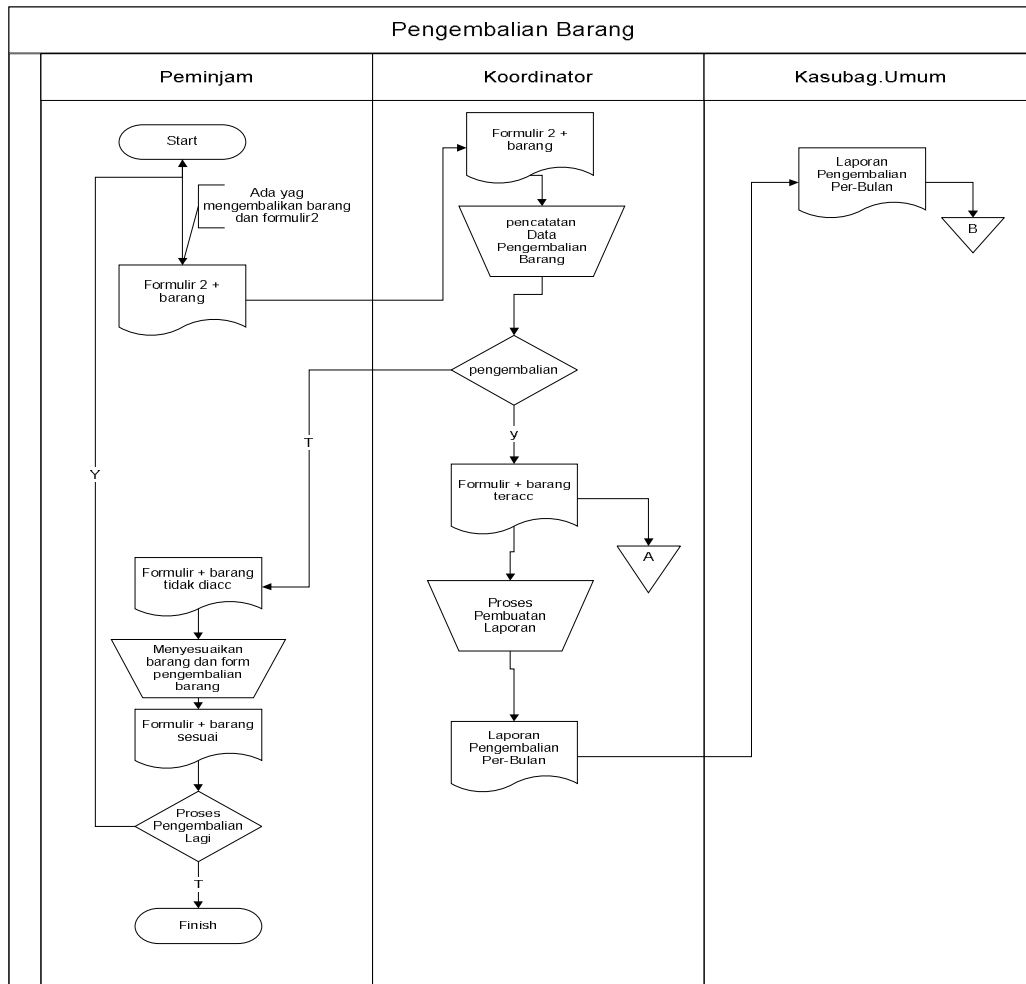 Pengembalian Barang
Peminjam
Koordinator
Kasubag.Umum
Start
Ada yag
mengembalikan barang
dan formulir2
Formulir 2 +
barang
Y
T
Formulir + barang
tidak diacc
Menyesuaikan
barang dan form
pengembalian
barang
Formulir + barang
sesuai
Proses
Pengembalian
Lagi
T
Finish
Formulir 2 +
barang
pencatatan
Data
Pengembalian
Barang
pengembalian
y
Formulir + barang
teracc
A
Proses
Pembuatan
Laporan
Laporan
Pengembalian
Per-Bulan
Laporan
Pengembalian
Per-Bulan
B